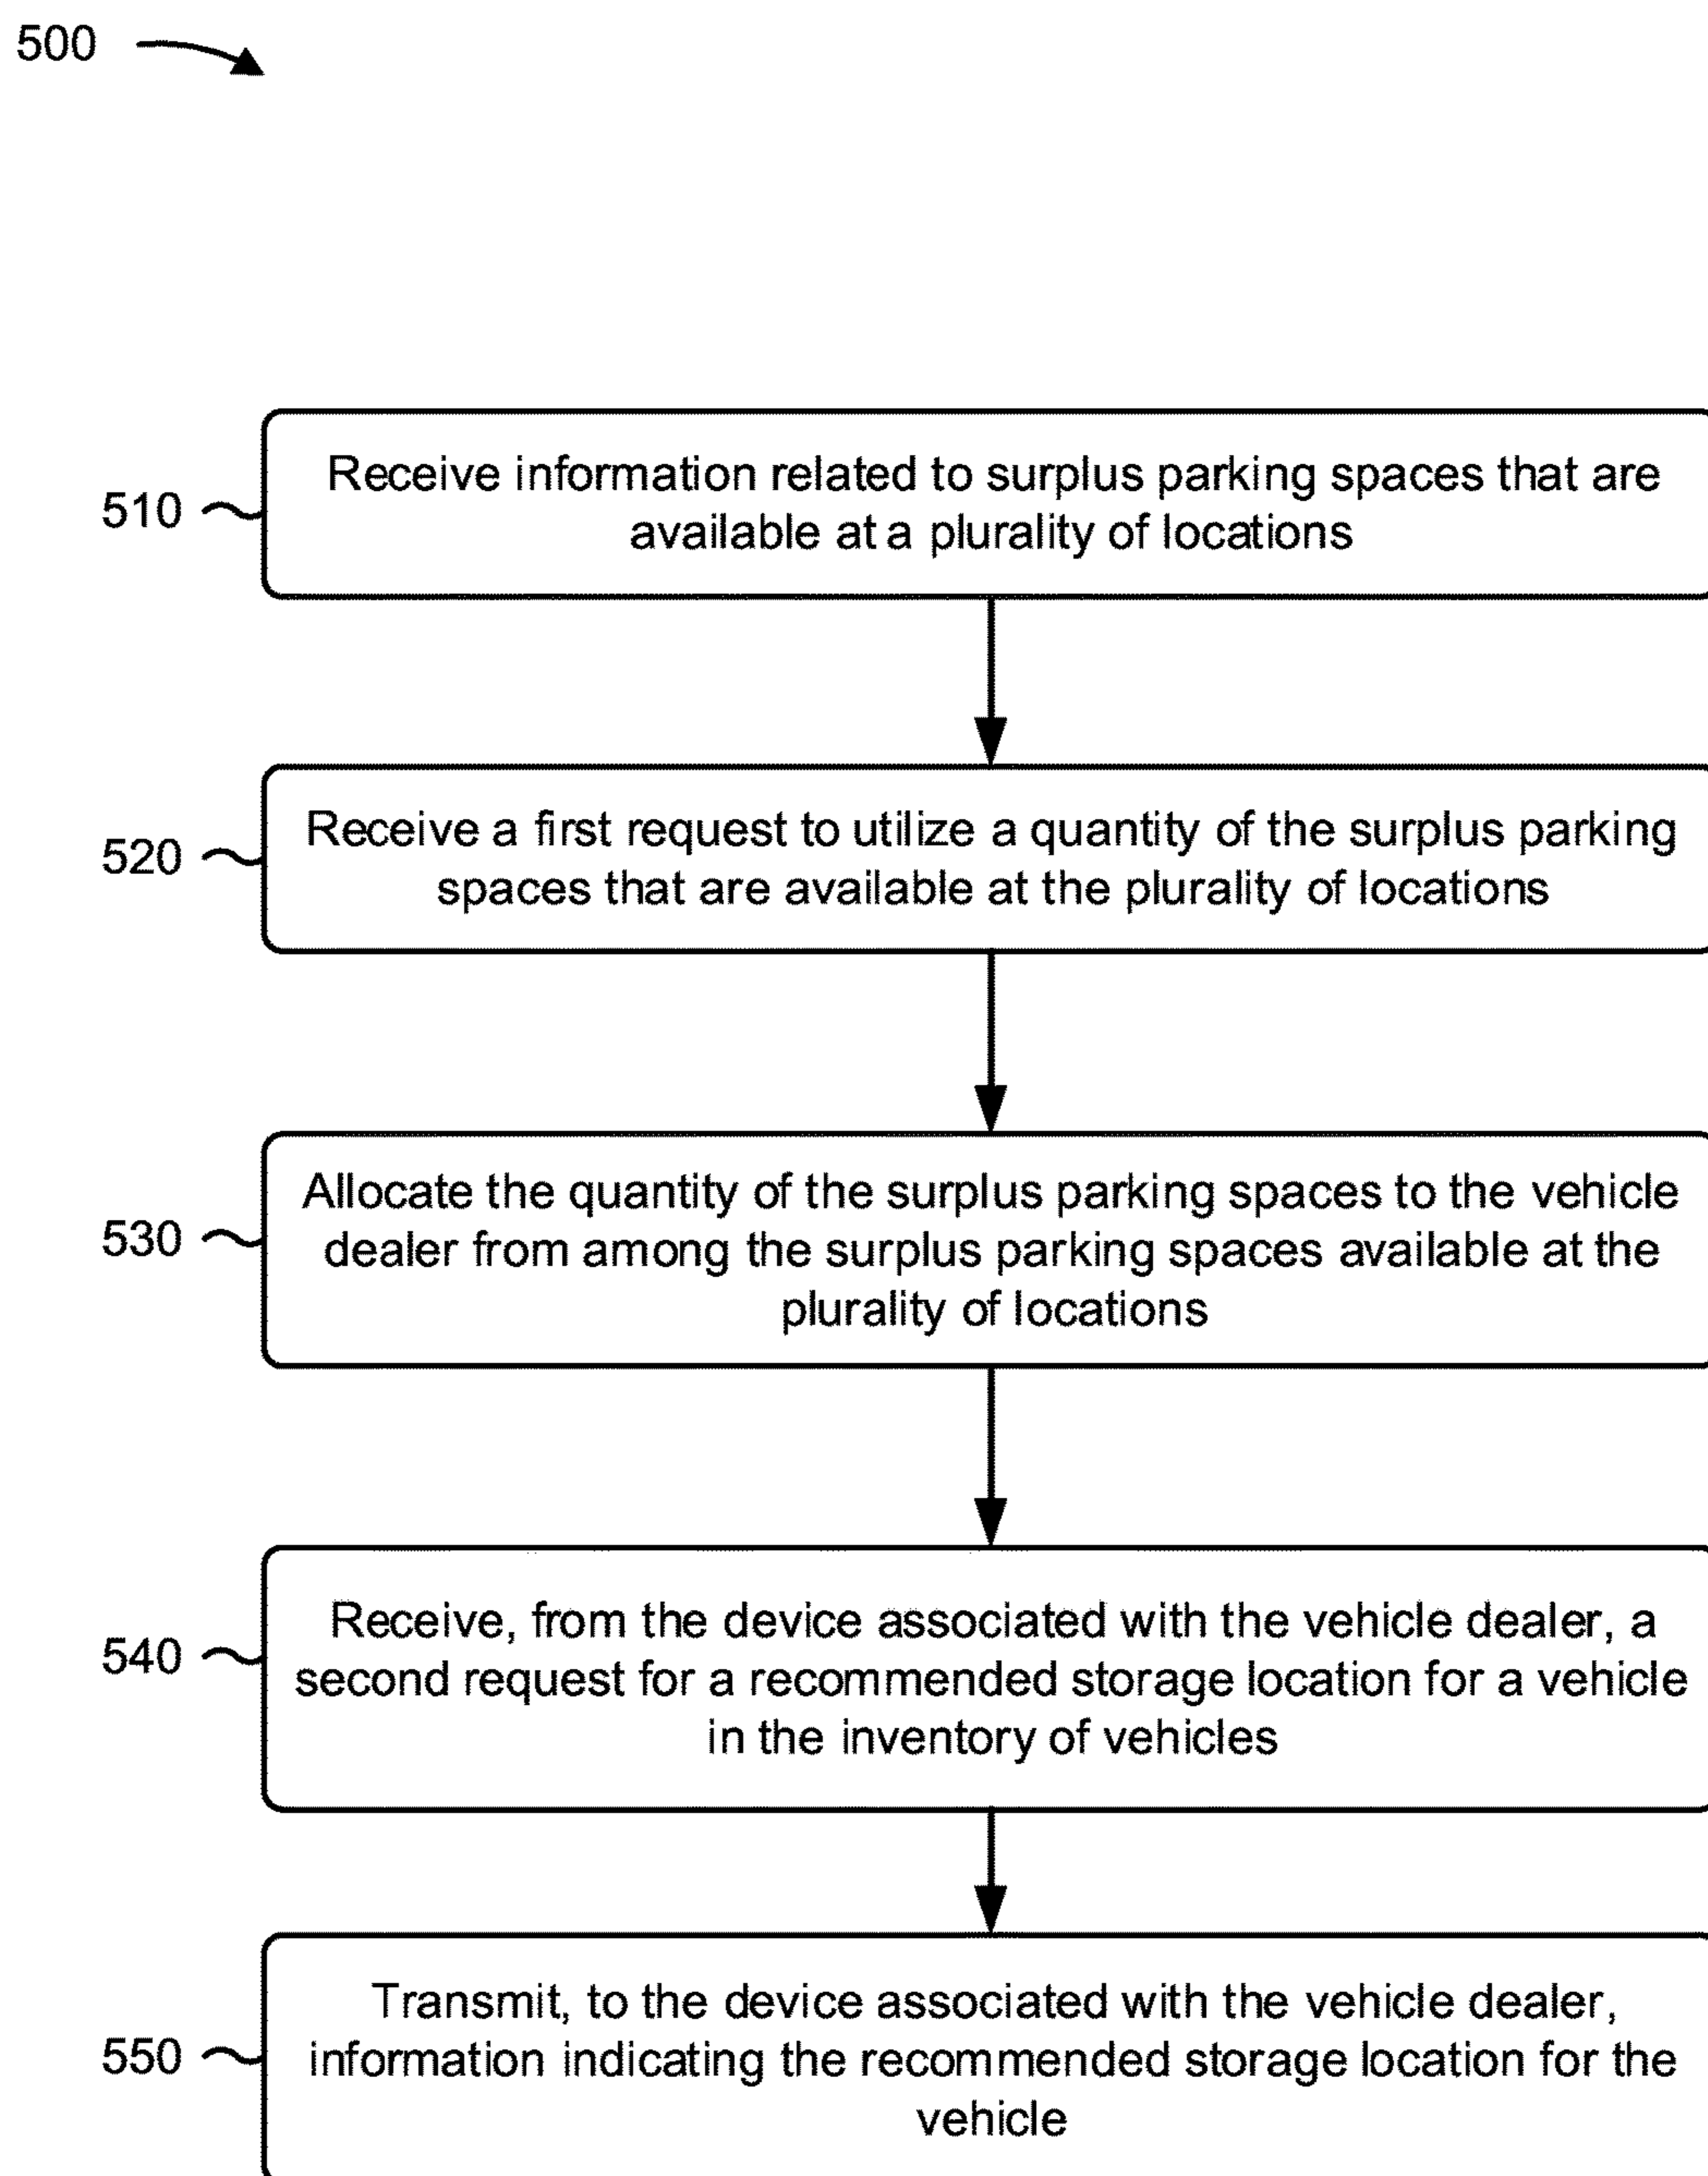 500
510
Receive information related to surplus parking spaces that are
available at a plurality of locations
520
Receive a first request to utilize a quantity of the surplus parking
spaces that are available at the plurality of locations
530
Allocate the quantity of the surplus parking spaces to the vehicle
dealer from among the surplus parking spaces available at the
plurality of locations
540
Receive, from the device associated with the vehicle dealer, a
second request for a recommended storage location for a vehicle
in the inventory of vehicles
550
Transmit, to the device associated with the vehicle dealer,
information indicating the recommended storage location for the
vehicle